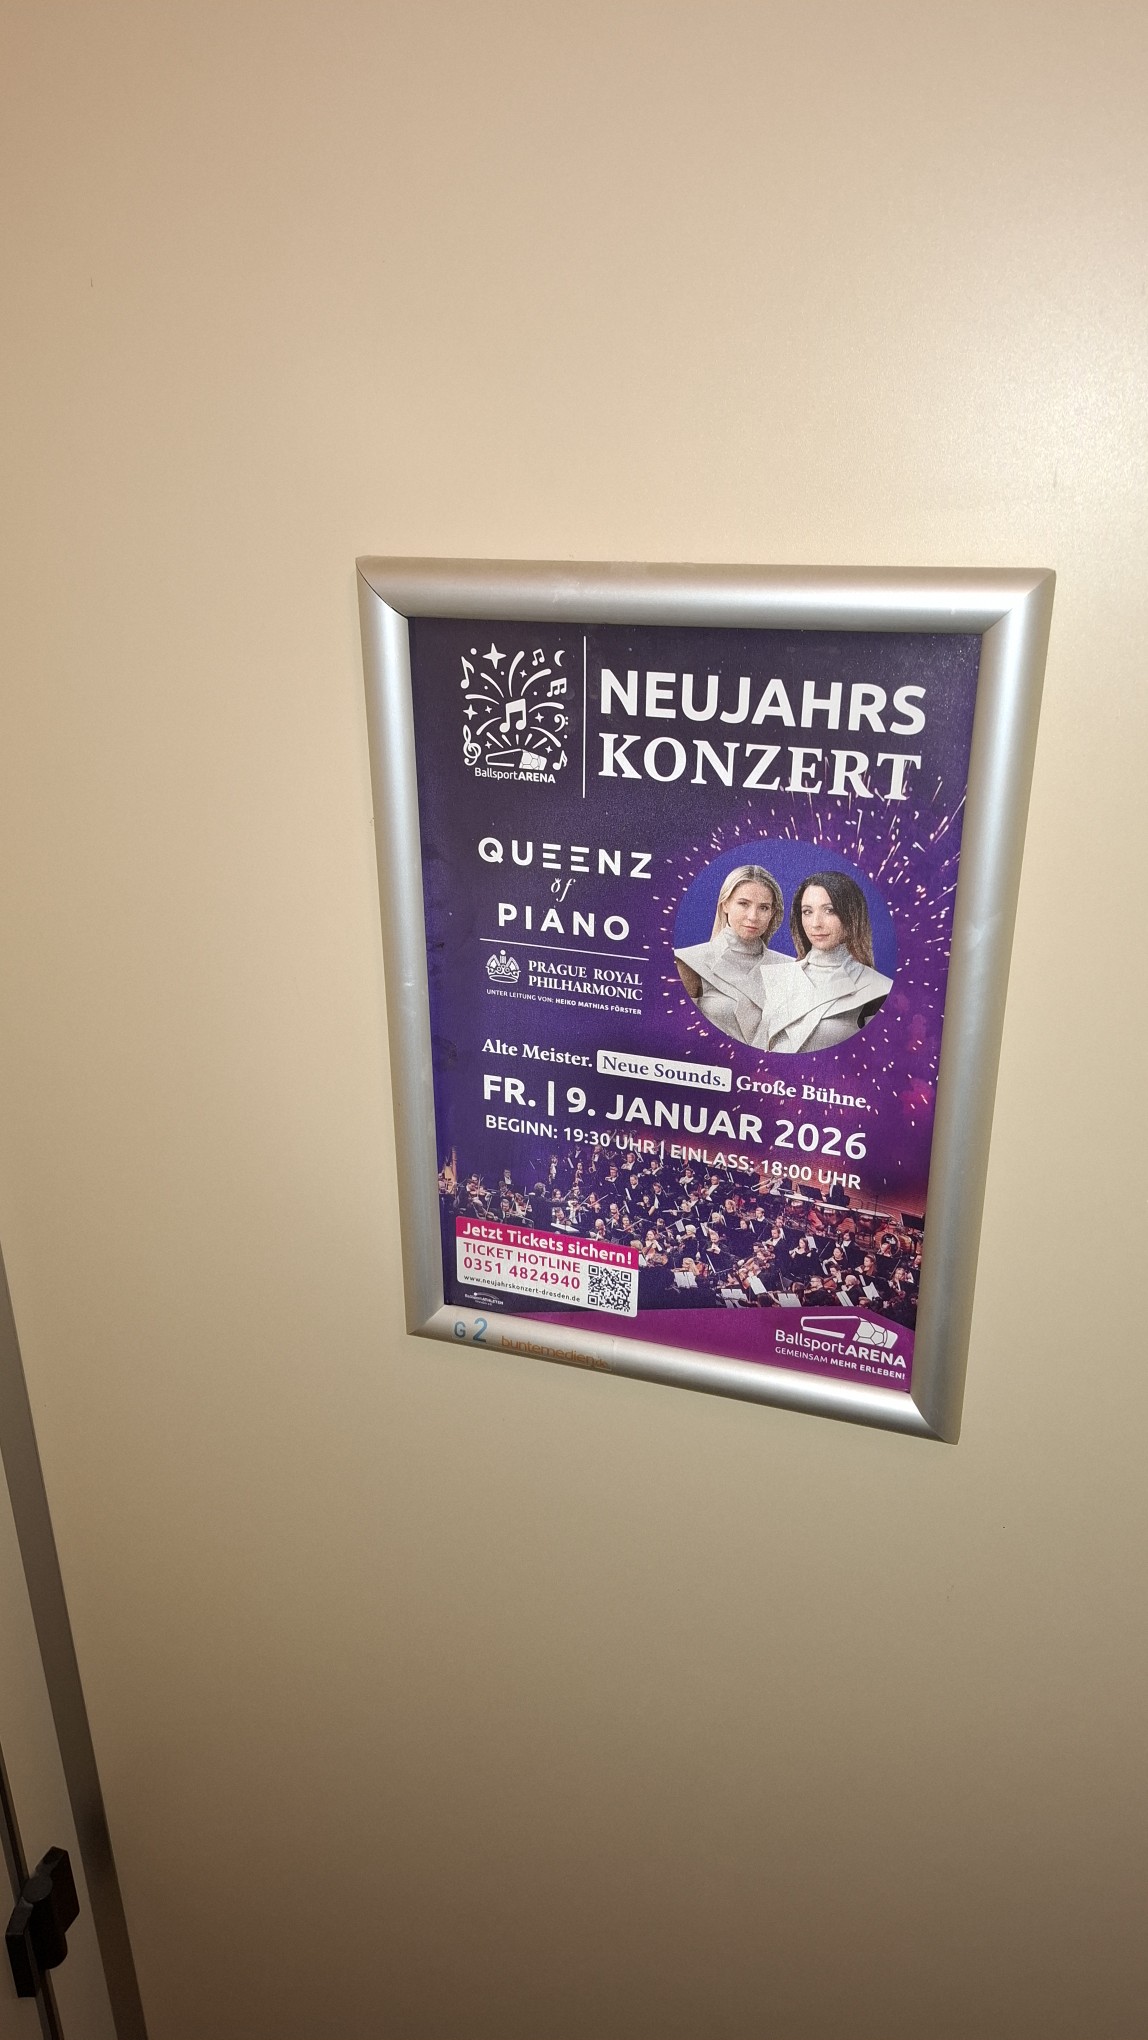 NEUJAHRS
KONZERT
BallsportARENA
QUEENZ
of
PIANO
PRAGUE ROYAL
PHILHARMONIC
UNTER LEITUNG VON: HEIKO MATHIAS FÖRSTER
Alte Meister. Neue Sounds. Große Bühne.
FR. | 9. JANUAR 2026
BEGINN: 19:30 UHR | EINLASS: 18:00 UHR
Jetzt Tickets sichern!
TICKET HOTLINE
0351 4824940
www.neujahrskonzert-dresden.de
BallsportARENA
GEMEINSAM MEHR ERLEBEN!
G 2
buntemedien.de